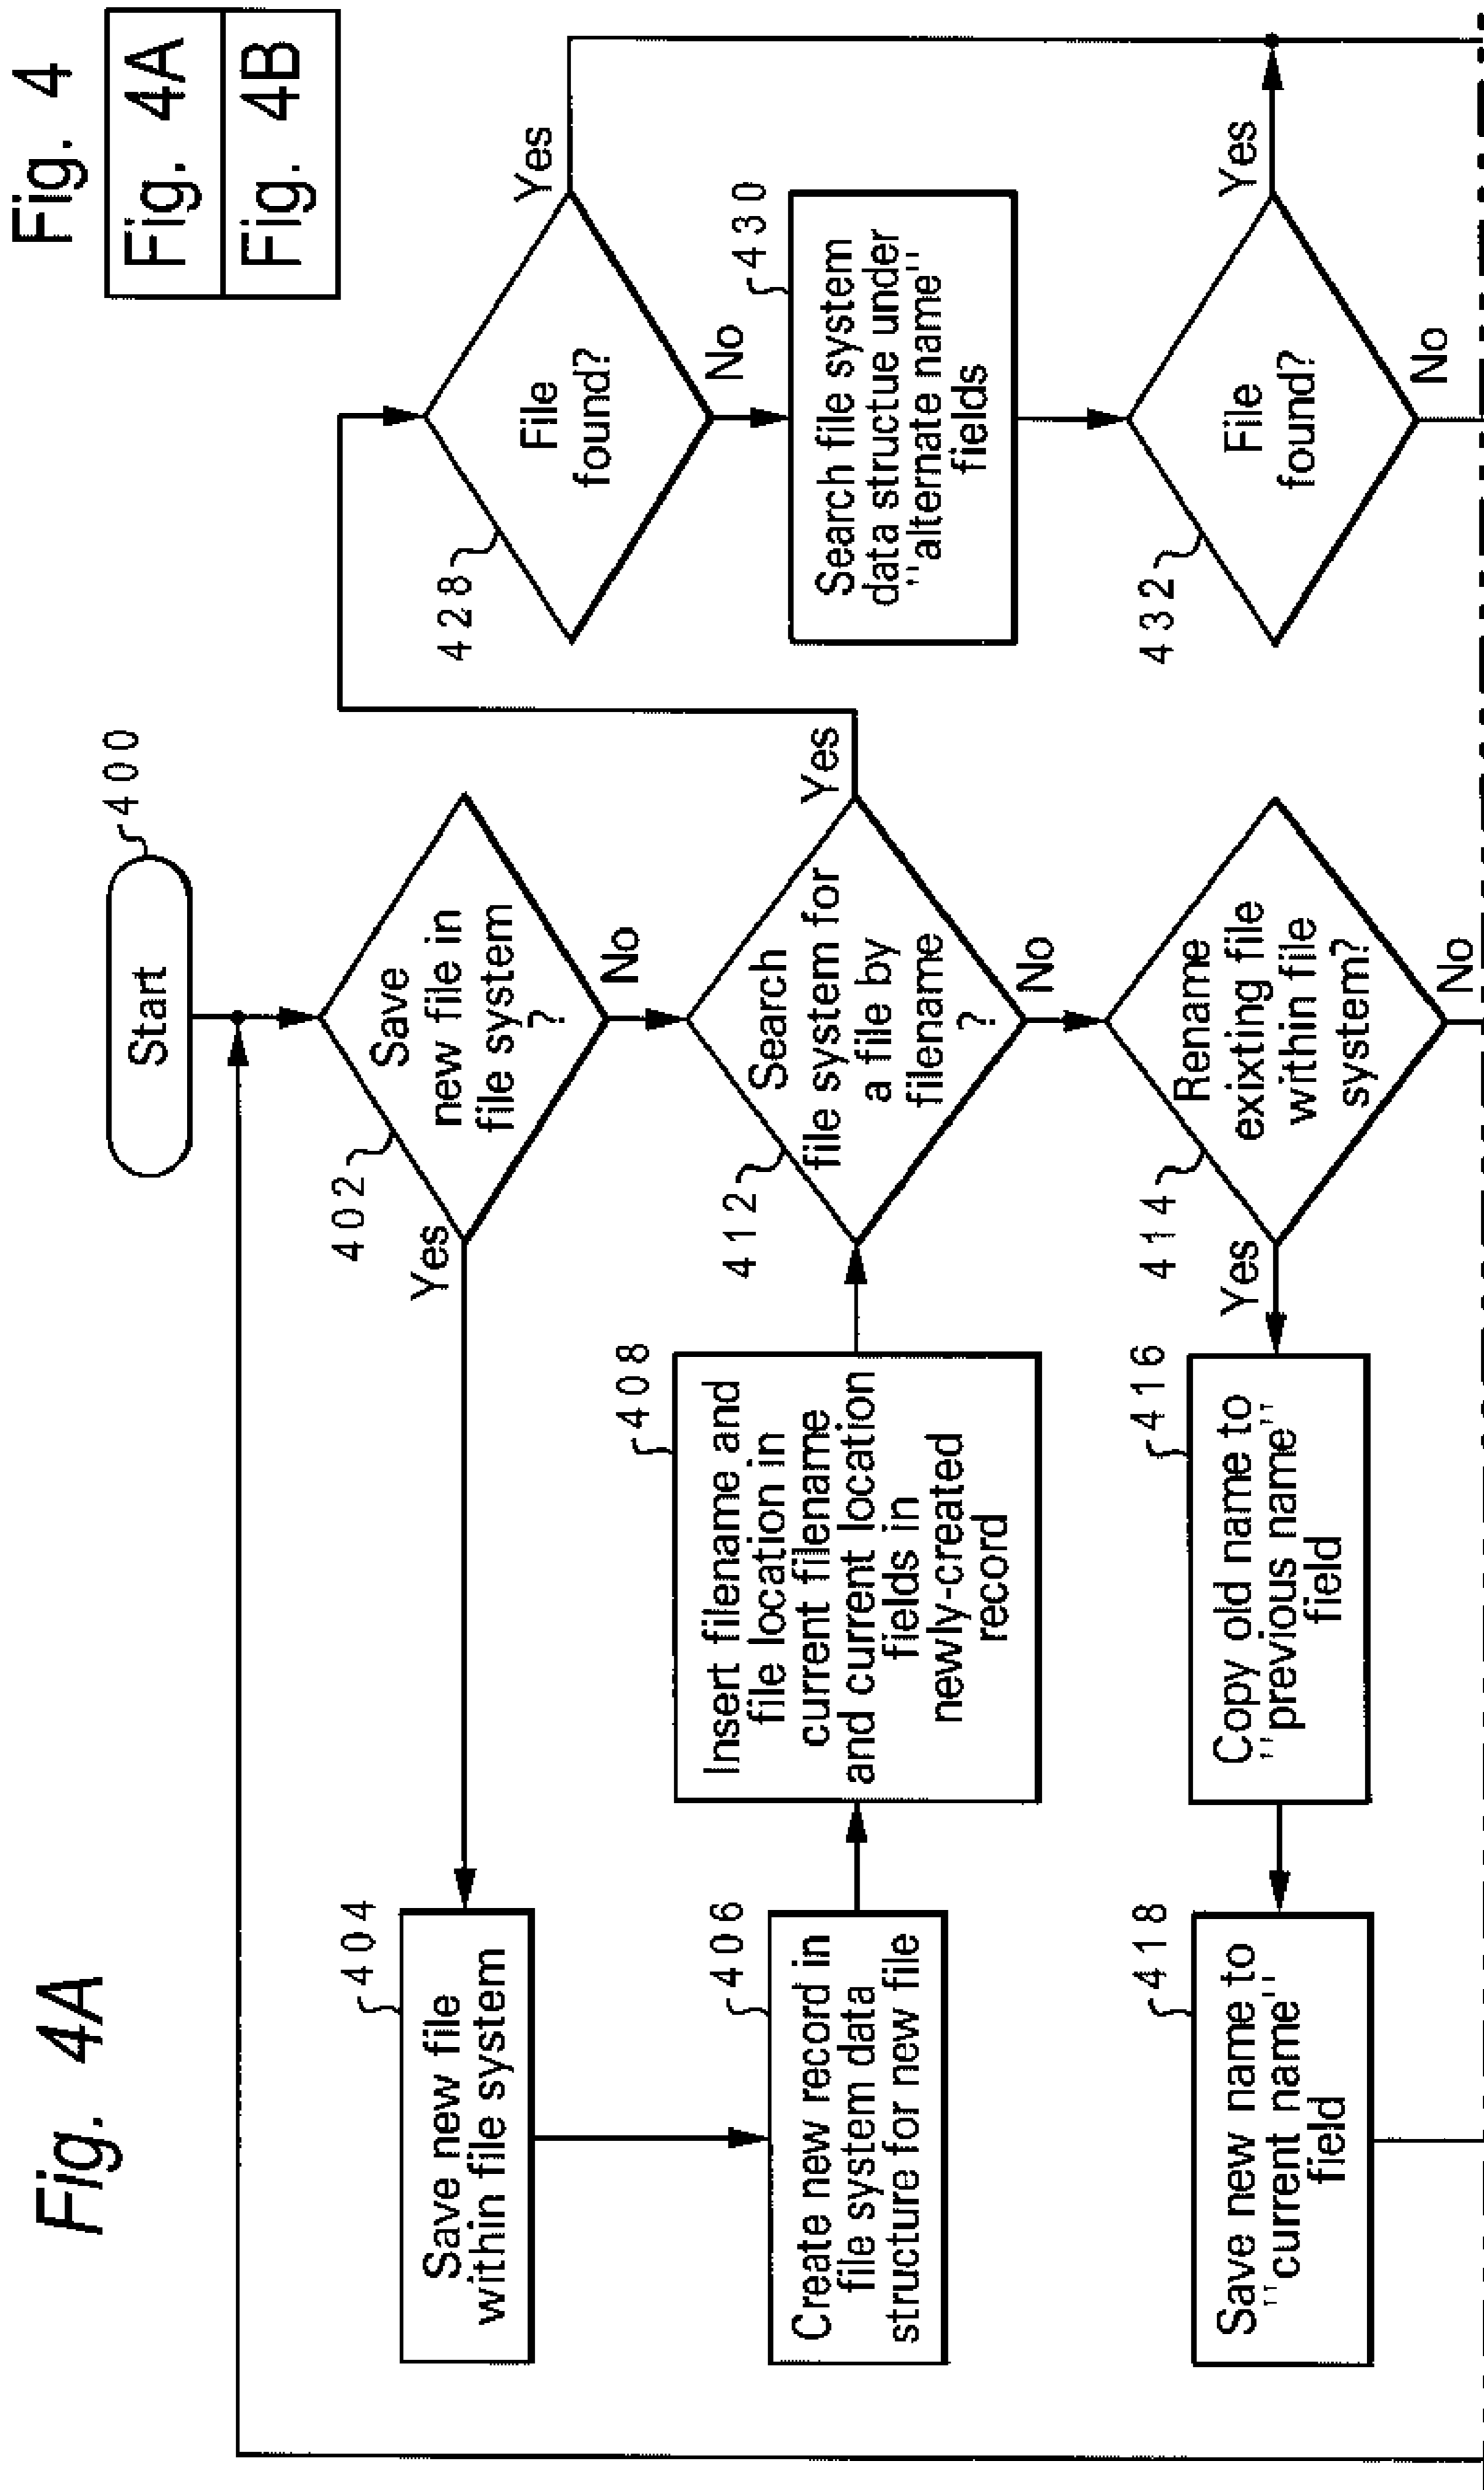 Fig. 4A
Fig. 4
Fig. 4A
Fig. 4B
Start
400
Save
new file in
file system
?
402
Yes
No
Save new file
within file system
404
Create new record in
file system data
structure for new file
406
Insert filename and
file location in
current filename
and current location
fields in
newly-created
record
408
Search
file system for
a file by
filename
?
412
Yes
No
Rename
exixting file
within file
system?
414
Yes
No
Copy old name to
"previous name"
field
416
Save new name to
"current name"
field
418
File
found?
428
Yes
No
Search file system
data structue under
"alternate name"
fields
430
File
found?
432
Yes
No